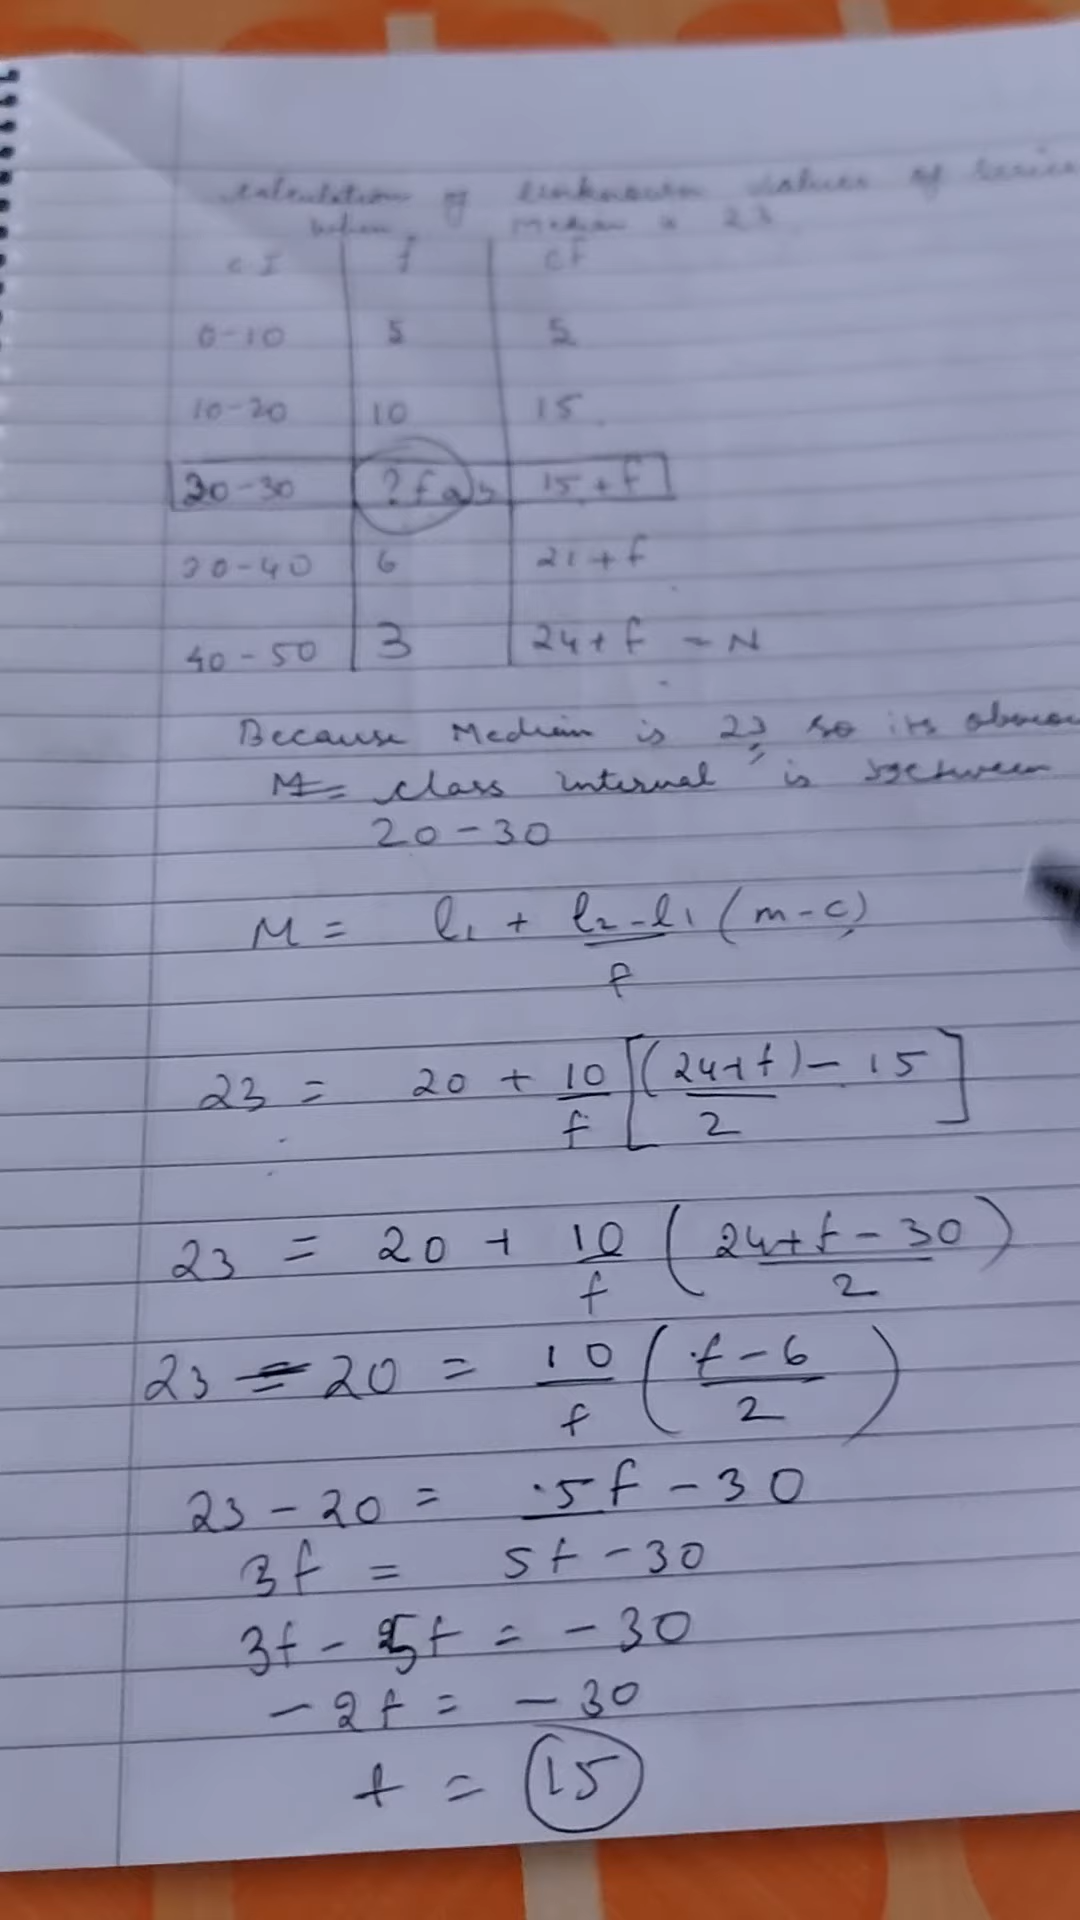 calculation of unknown values of series
when Median = 23
C I f CF
0-10 5 5
10-20 10 15
20-30 ? f 15 + f
30-40 6 21 + f
40-50 3 24 + f = N
Because Median is 23 so its obvious
M = class interval is between
20-30
M = l₁ + l₂-l₁/f (m-c)
23 = 20 + 10/f [(24+f)/2 - 15]
23 = 20 + 10/f (24+f-30/2)
23 - 20 = 10/f (f-6/2)
23-20 = 5f-30
3f = 5f-30
3f-5f = -30
-2f = -30
f = 15